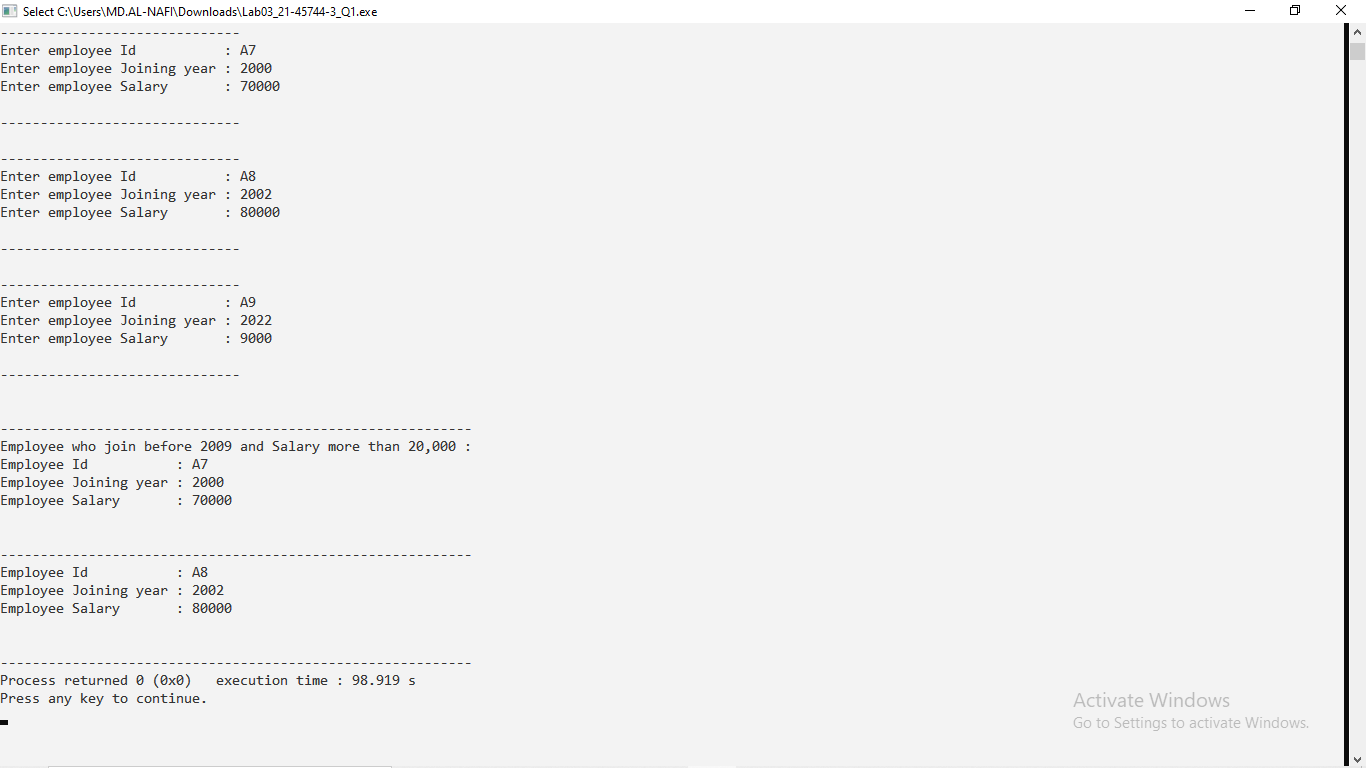 Select C:\Users\MD.AL-NAFI\Downloads\Lab03_21-45744-3_Q1.exe
------------------------------
Enter employee Id           : A7
Enter employee Joining year : 2000
Enter employee Salary       : 70000
------------------------------
------------------------------
Enter employee Id           : A8
Enter employee Joining year : 2002
Enter employee Salary       : 80000
------------------------------
------------------------------
Enter employee Id           : A9
Enter employee Joining year : 2022
Enter employee Salary       : 9000
------------------------------
-----------------------------------------------------------
Employee who join before 2009 and Salary more than 20,000 :
Employee Id           : A7
Employee Joining year : 2000
Employee Salary       : 70000
-----------------------------------------------------------
Employee Id           : A8
Employee Joining year : 2002
Employee Salary       : 80000
-----------------------------------------------------------
Process returned 0 (0x0)   execution time : 98.919 s
Press any key to continue.
Activate Windows
Go to Settings to activate Windows.